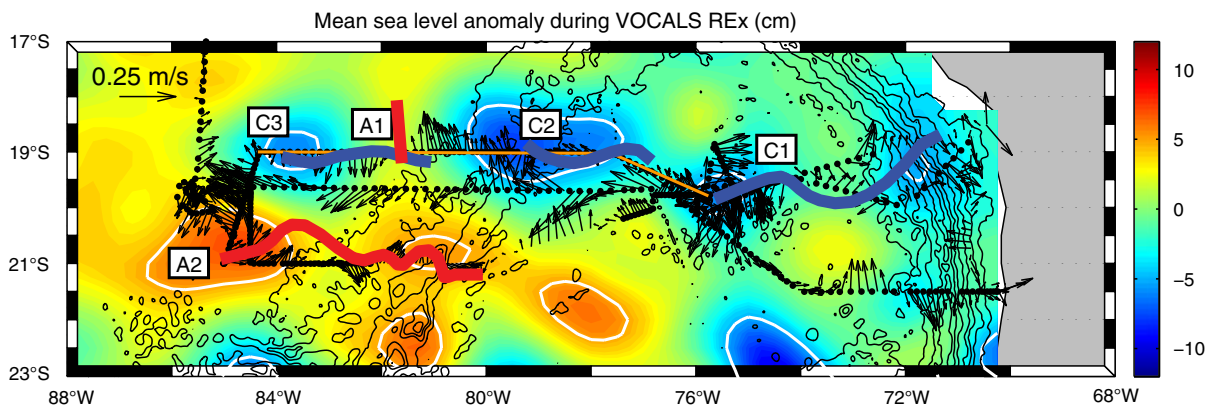 Mean sea level anomaly during VOCALS REx (cm)
17°S
0.25 m/s
10
C3
A1
C2
C1
5
19°S
0
21°S
A2
−5
−10
23°S
88°W
84°W
80°W
76°W
72°W
68°W